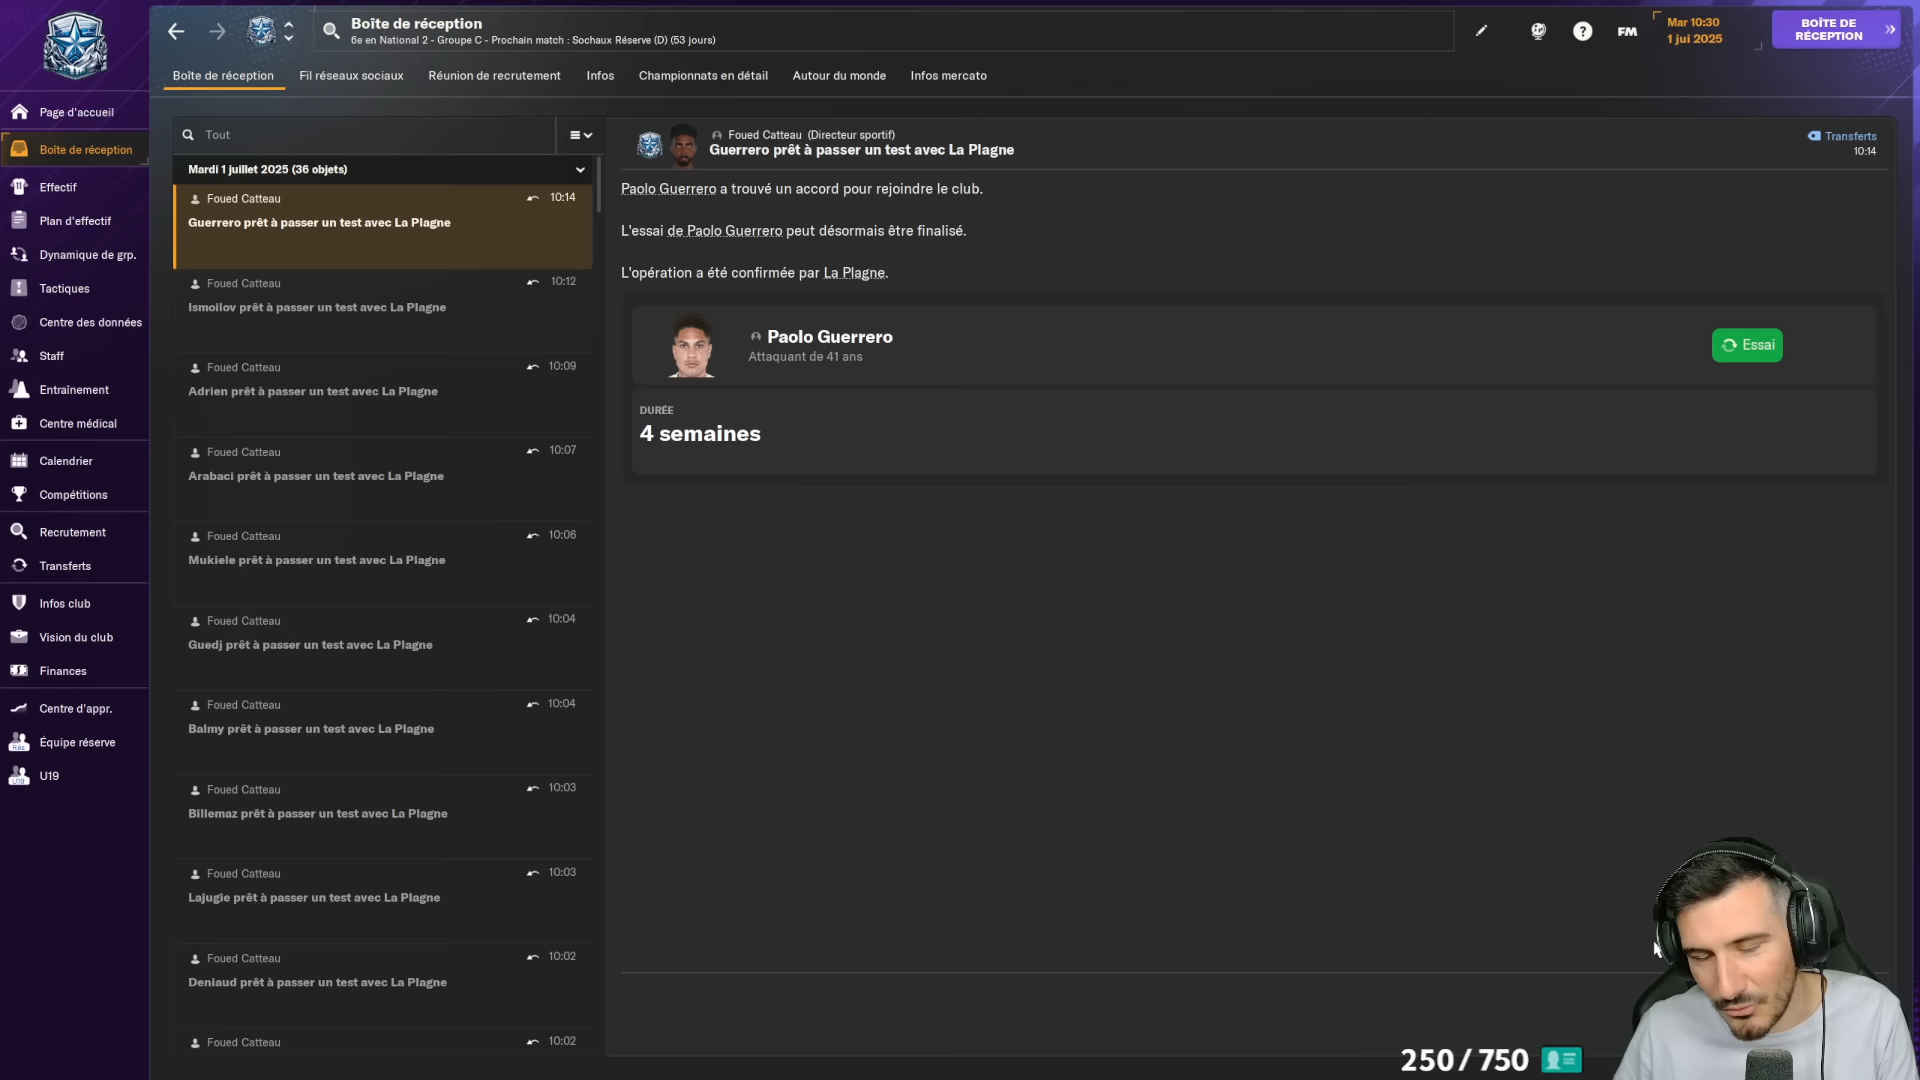 Boîte de réception
6e en National 2 - Groupe C - Prochain match : Sochaux Réserve (D) (53 jours)
FM
Mar 10:30
1 jui 2025
BOÎTE DE
RÉCEPTION
Boîte de réception
Fil réseaux sociaux
Réunion de recrutement
Infos
Championnats en détail
Autour du monde
Infos mercato
Page d'accueil
Boîte de réception
Effectif
Plan d'effectif
Dynamique de grp.
Tactiques
Centre des données
Staff
Entraînement
Centre médical
Calendrier
Compétitions
Recrutement
Transferts
Infos club
Vision du club
Finances
Centre d'appr.
Équipe réserve
U19
Tout
Mardi 1 juillet 2025 (36 objets)
Foued Catteau 10:14
Guerrero prêt à passer un test avec La Plagne
Foued Catteau 10:12
Ismoilov prêt à passer un test avec La Plagne
Foued Catteau 10:09
Adrien prêt à passer un test avec La Plagne
Foued Catteau 10:07
Arabaci prêt à passer un test avec La Plagne
Foued Catteau 10:06
Mukiele prêt à passer un test avec La Plagne
Foued Catteau 10:04
Guedj prêt à passer un test avec La Plagne
Foued Catteau 10:04
Balmy prêt à passer un test avec La Plagne
Foued Catteau 10:03
Billemaz prêt à passer un test avec La Plagne
Foued Catteau 10:03
Lajugie prêt à passer un test avec La Plagne
Foued Catteau 10:02
Deniaud prêt à passer un test avec La Plagne
Foued Catteau 10:02
Foued Catteau (Directeur sportif)
Guerrero prêt à passer un test avec La Plagne
Transferts
10:14
Paolo Guerrero a trouvé un accord pour rejoindre le club.
L'essai de Paolo Guerrero peut désormais être finalisé.
L'opération a été confirmée par La Plagne.
Paolo Guerrero
Attaquant de 41 ans
Essai
DURÉE
4 semaines
250/750